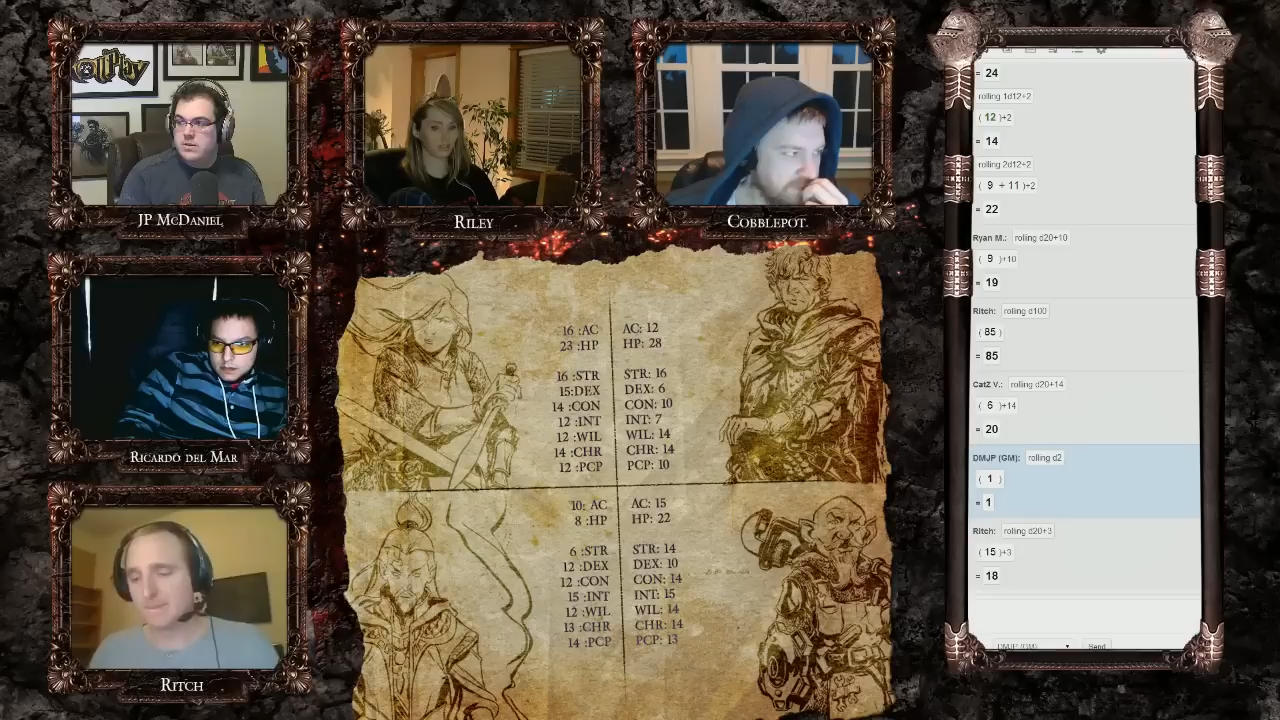 rollplay
JP McDaniel
Riley
Cobblepot
Ricardo del Mar
Ritch
16 :AC
23 :HP
16 :STR
15:DEX
14 :CON
12 :INT
12 :WIL
14 :CHR
12 :PCP
AC: 12
HP: 28
STR: 16
DEX: 6
CON: 10
INT: 7
WIL: 14
CHR: 14
PCP: 10
10: AC
8 :HP
6 :STR
12 :DEX
12 :CON
15 :INT
12 :WIL
13 :CHR
14 :PCP
AC: 15
HP: 22
STR: 14
DEX: 10
CON: 14
INT: 15
WIL: 14
CHR: 14
PCP: 13
= 24
rolling 1d12+2
( 12 )+2
= 14
rolling 2d12+2
( 9 + 11 )+2
= 22
Ryan M.: rolling d20+10
( 9 )+10
= 19
Ritch: rolling d100
( 85 )
= 85
CatZ V.: rolling d20+14
( 6 )+14
= 20
DMJP (GM): rolling d2
( 1 )
= 1
Ritch: rolling d20+3
( 15 )+3
= 18
DMJP (GM)
Send